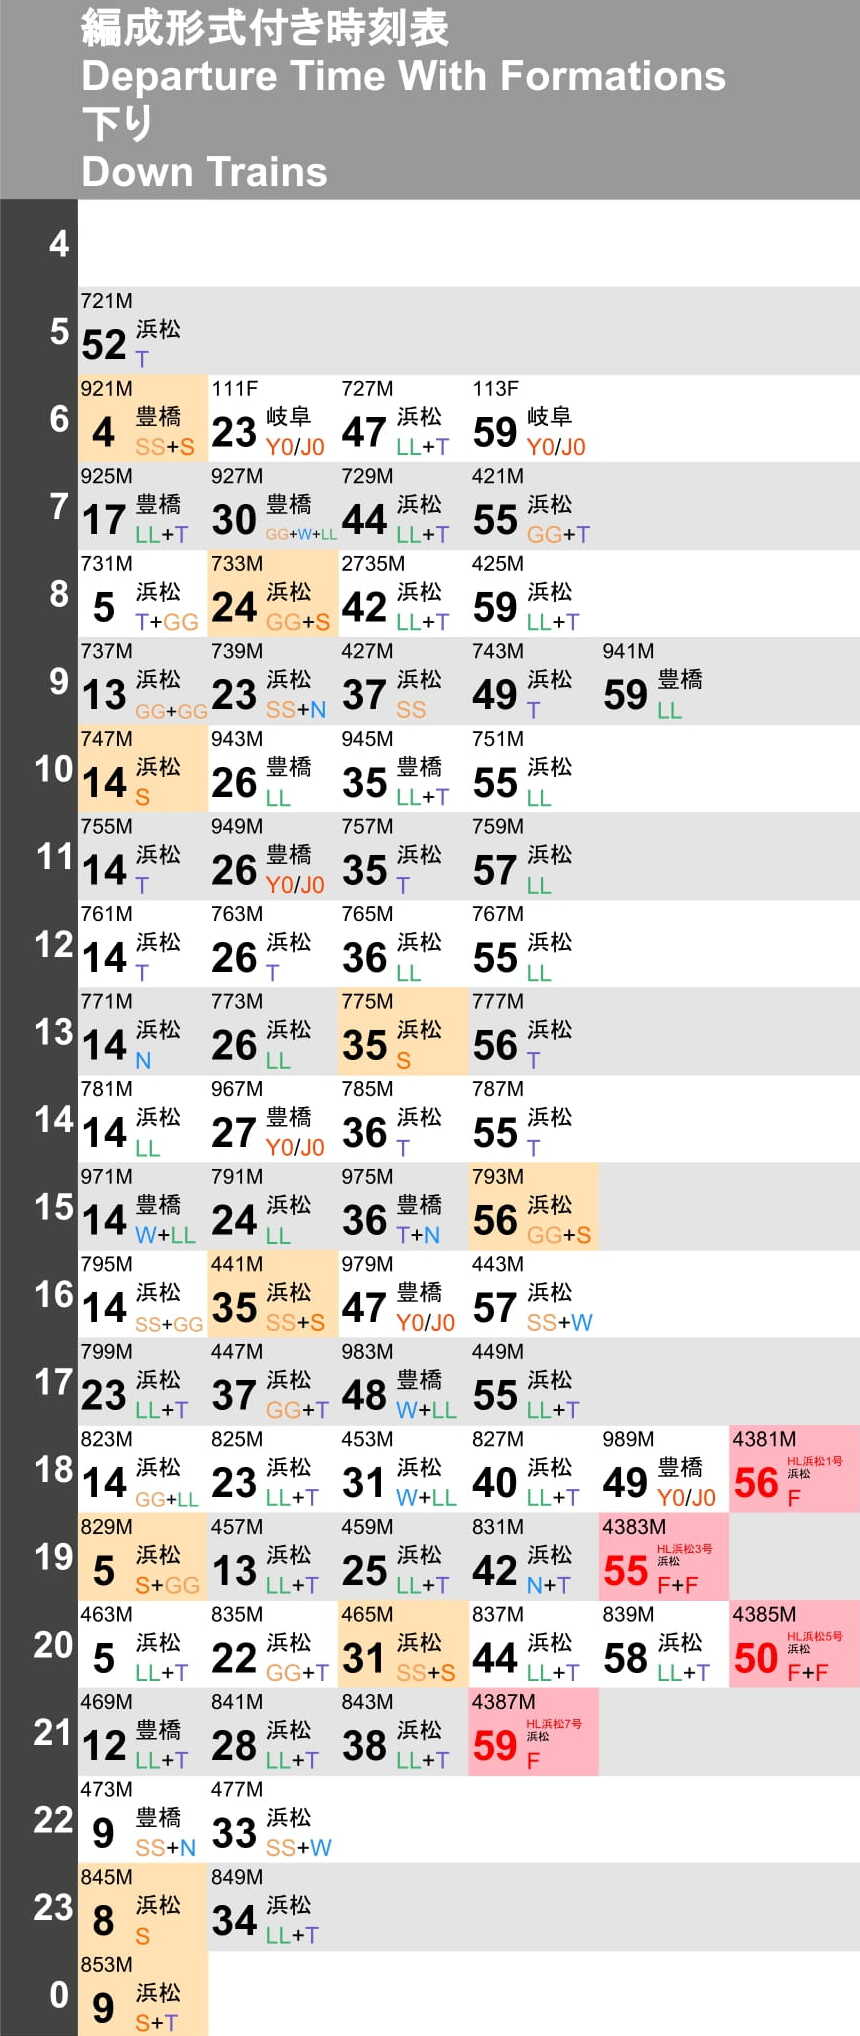 編成形式付き時刻表
Departure Time With Formations
下り
Down Trains
4
5
721M
52 浜松
T
6
921M 111F 727M 113F
4 豊橋 23 岐阜 47 浜松 59 岐阜
SS+S Y0/J0 LL+T Y0/J0
7
925M 927M 729M 421M
17 豊橋 30 豊橋 44 浜松 55 浜松
LL+T GG+W+LL LL+T GG+T
8
731M 733M 2735M 425M
5 浜松 24 浜松 42 浜松 59 浜松
T+GG GG+S LL+T LL+T
9
737M 739M 427M 743M 941M
13 浜松 23 浜松 37 浜松 49 浜松 59 豊橋
GG+GG SS+N SS T LL
10
747M 943M 945M 751M
14 浜松 26 豊橋 35 豊橋 55 浜松
S LL LL+T LL
11
755M 949M 757M 759M
14 浜松 26 豊橋 35 浜松 57 浜松
T Y0/J0 T LL
12
761M 763M 765M 767M
14 浜松 26 浜松 36 浜松 55 浜松
T T LL LL
13
771M 773M 775M 777M
14 浜松 26 浜松 35 浜松 56 浜松
N LL S T
14
781M 967M 785M 787M
14 浜松 27 豊橋 36 浜松 55 浜松
LL Y0/J0 T T
15
971M 791M 975M 793M
14 豊橋 24 浜松 36 豊橋 56 浜松
W+LL LL T+N GG+S
16
795M 441M 979M 443M
14 浜松 35 浜松 47 豊橋 57 浜松
SS+GG SS+S Y0/J0 SS+W
17
799M 447M 983M 449M
23 浜松 37 浜松 48 豊橋 55 浜松
LL+T GG+T W+LL LL+T
18
823M 825M 453M 827M 989M 4381M
14 浜松 23 浜松 31 浜松 40 浜松 49 豊橋 56 HL浜松1号 浜松
GG+LL LL+T W+LL LL+T Y0/J0 F
19
829M 457M 459M 831M 4383M
5 浜松 13 浜松 25 浜松 42 浜松 55 HL浜松3号 浜松
S+GG LL+T LL+T N+T F+F
20
463M 835M 465M 837M 839M 4385M
5 浜松 22 浜松 31 浜松 44 浜松 58 浜松 50 HL浜松5号 浜松
LL+T GG+T SS+S LL+T LL+T F+F
21
469M 841M 843M 4387M
12 豊橋 28 浜松 38 浜松 59 HL浜松7号 浜松
LL+T LL+T LL+T F
22
473M 477M
9 豊橋 33 浜松
SS+N SS+W
23
845M 849M
8 浜松 34 浜松
S LL+T
0
853M
9 浜松
S+T